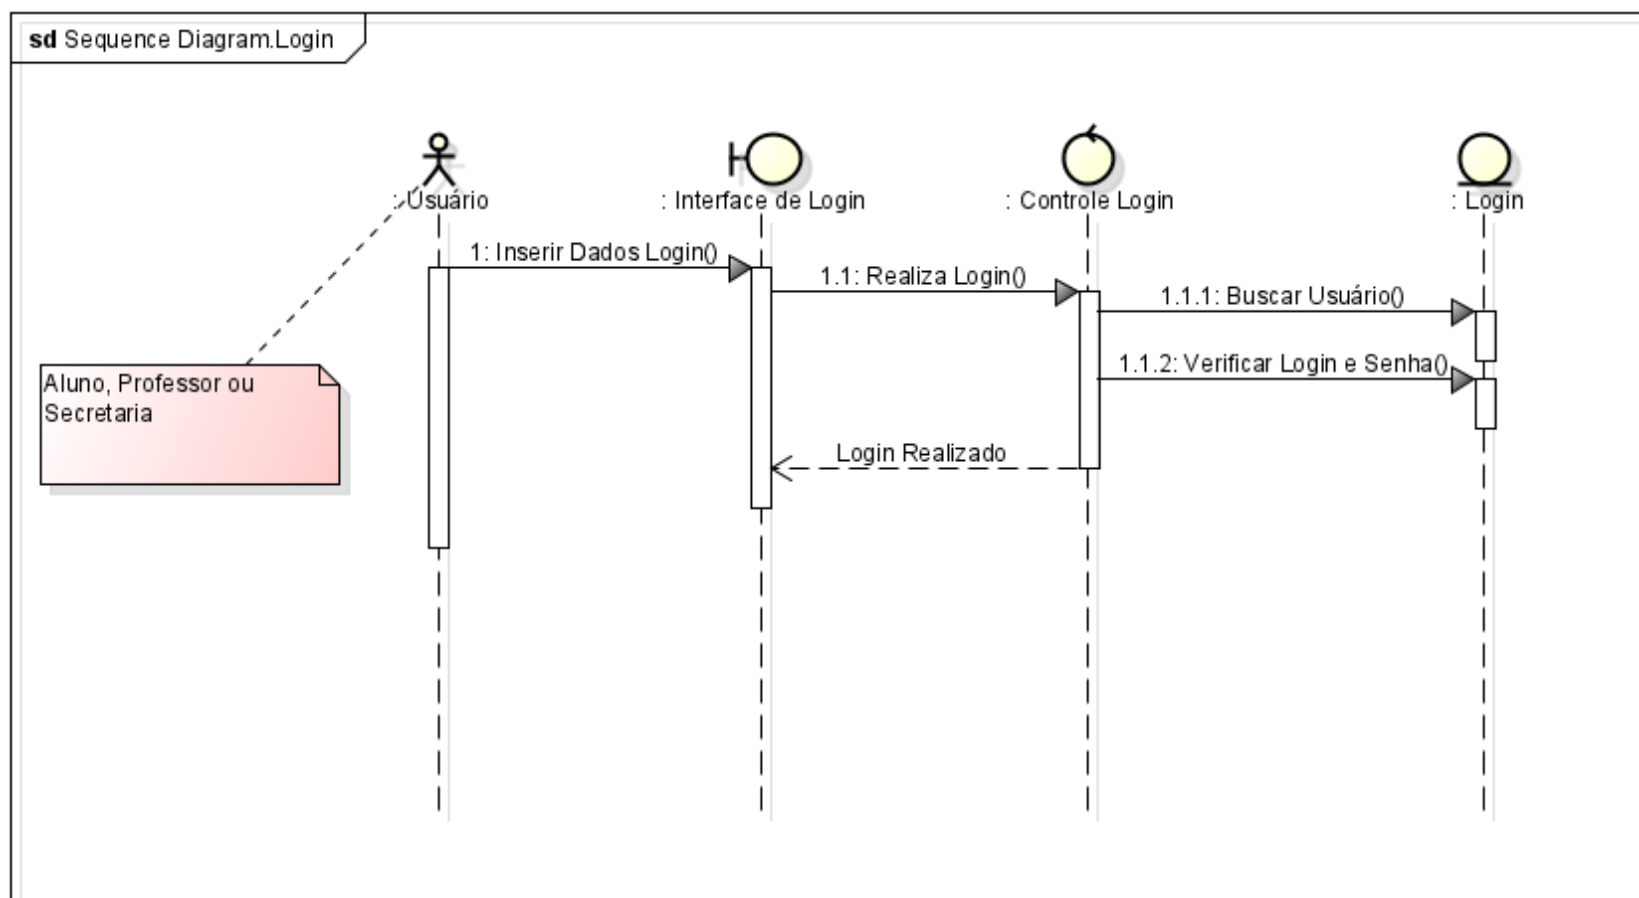 sd Sequence Diagram.Login
: Usuário
: Interface de Login
: Controle Login
: Login
1: Inserir Dados Login()
1.1: Realiza Login()
1.1.1: Buscar Usuário()
1.1.2: Verificar Login e Senha()
Aluno, Professor ou
Secretaria
Login Realizado